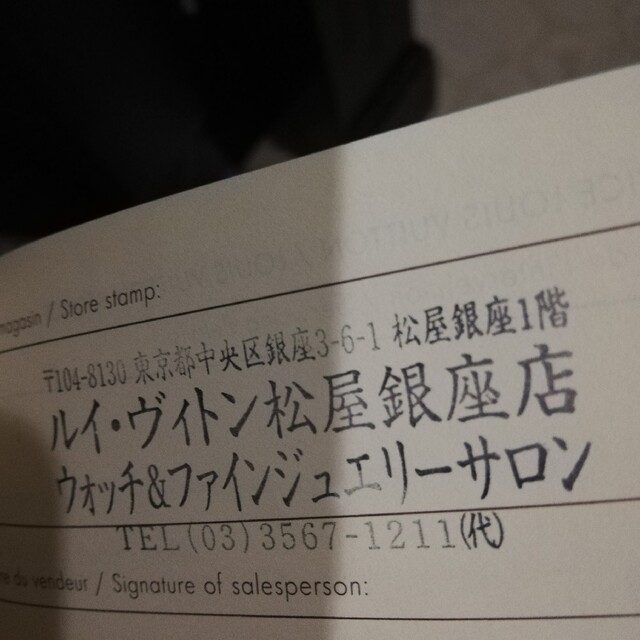 magasin / Store stamp:
〒104-8130 東京都中央区銀座3-6-1 松屋銀座1階
ルイ・ヴィトン松屋銀座店
ウォッチ&ファインジュエリーサロン
TEL(03)3567-1211(代)
du vendeur / Signature of salesperson: